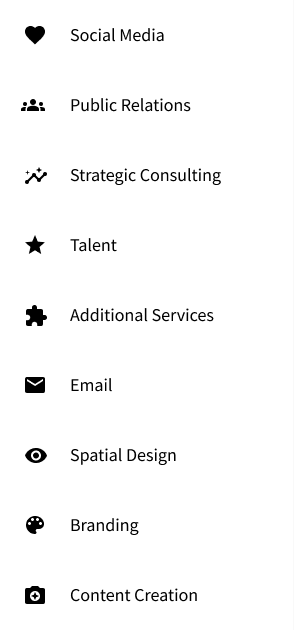 Social Media
Public Relations
Strategic Consulting
Talent
Additional Services
Email
Spatial Design
Branding
Content Creation